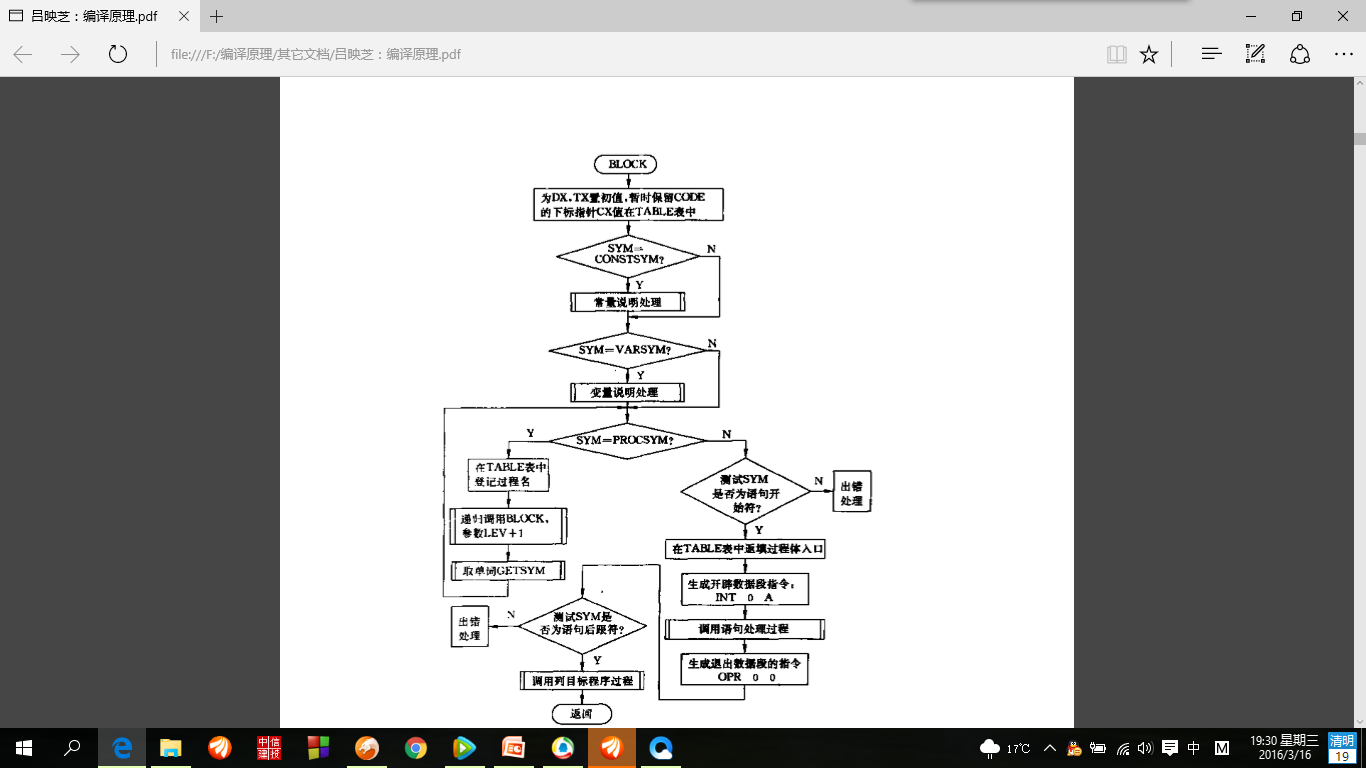 吕映芝：编译原理.pdf
file:///F:/编译原理/其它文档/吕映芝：编译原理.pdf
BLOCK
为DX,TX置初值,暂时保留CODE
的下标指针CX值在TABLE表中
SYM=
CONSTSYM?
N
Y
常量说明处理
SYM=VARSYM?
N
Y
变量说明处理
SYM=PROCSYM?
Y
N
在TABLE表中
登记过程名
递归调用BLOCK,
参数LEV+1
取单词GETSYM
测试SYM
是否为语句开
始符?
N
出错
处理
Y
在TABLE表中返填过程体入口
生成开辟数据段指令:
INT 0 A
调用语句处理过程
生成退出数据段的指令
OPR 0 0
测试SYM是
否为语句后跟符?
N
出错
处理
Y
调用列目标程序过程
返回
中信
建投
17℃
中
M
19:30 星期三
2016/3/16
清明
19